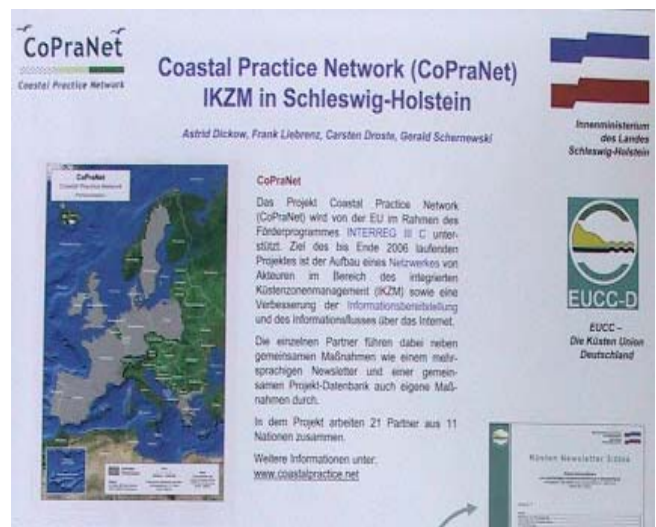 CoPraNet
Coastal Practice Network
Coastal Practice Network (CoPraNet)
IKZM in Schleswig-Holstein
Astrid Dickow, Frank Liebrenz, Carsten Droste, Gerald Schernewski
Innenministerium
des Landes
Schleswig-Holstein
CoPraNet
Coastal Practice Network
CoPraNet
Das Projekt Coastal Practice Network
(CoPraNet) wird von der EU im Rahmen des
Förderprogrammes INTERREG III C unter-
stützt. Ziel des bis Ende 2006 laufenden
Projektes ist der Aufbau eines Netzwerkes von
Akteuren im Bereich des integrierten
Küstenzonenmanagement (IKZM) sowie eine
Verbesserung der Informationsbereitstellung
und des Informationsflusses über das Internet.
Die einzelnen Partner führen dabei neben
gemeinsamen Maßnahmen wie einem mehr-
sprachigen Newsletter und einer gemein-
samen Projekt-Datenbank auch eigene Maß-
nahmen durch.
In dem Projekt arbeiten 21 Partner aus 11
Nationen zusammen.
Weitere Informationen unter:
www.coastalpractice.net
EUCC-D
EUCC –
Die Küsten Union
Deutschland
Küsten Newsletter